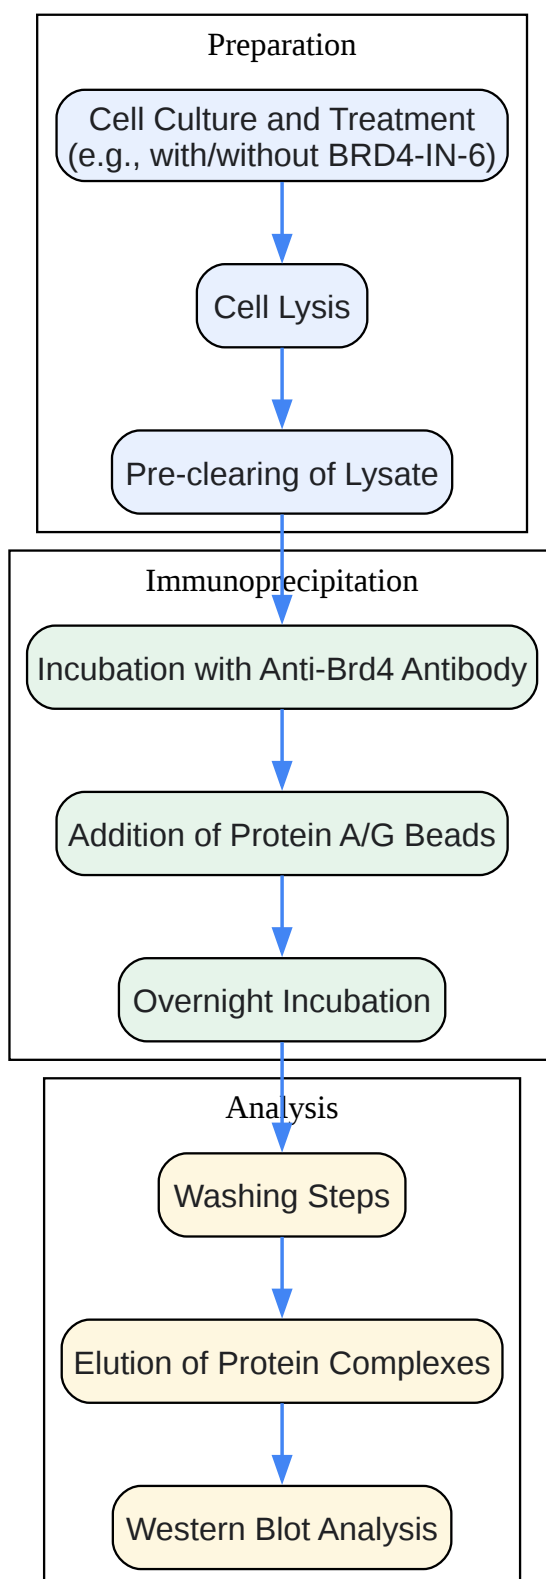 Preparation
Cell Culture and Treatment
(e.g., with/without BRD4-IN-6)
Cell Lysis
Pre-clearing of Lysate
Immunoprecipitation
Incubation with Anti-Brd4 Antibody
Addition of Protein A/G Beads
Overnight Incubation
Analysis
Washing Steps
Elution of Protein Complexes
Western Blot Analysis